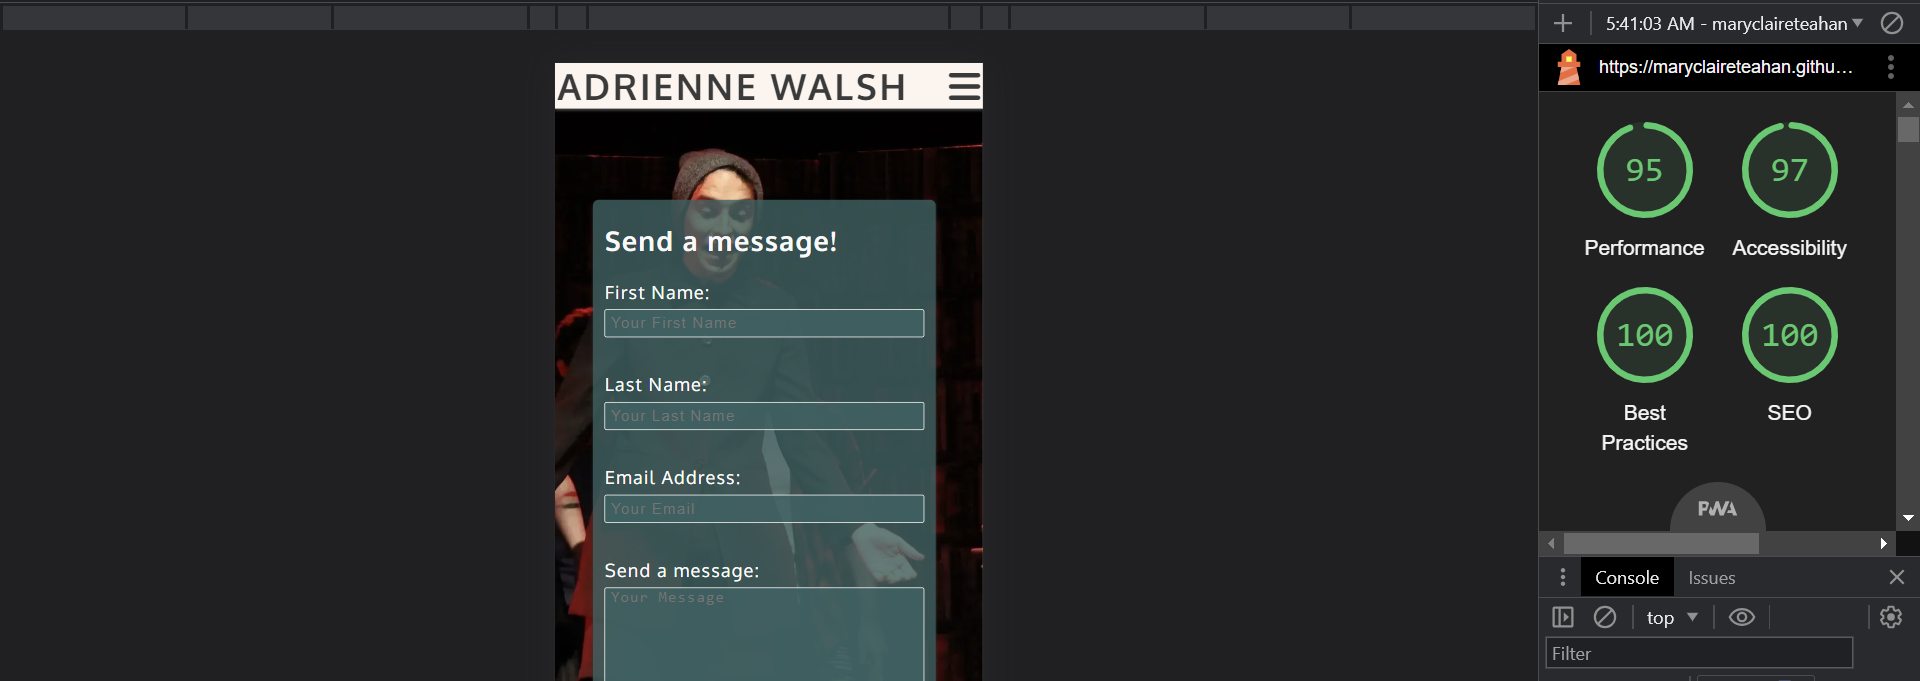 ADRIENNE WALSH
Send a message!
First Name:
Your First Name
Last Name:
Your Last Name
Email Address:
Your Email
Send a message:
Your Message
5:41:03 AM - maryclaireteahan
https://maryclaireteahan.githu…
95
97
Performance
Accessibility
100
100
Best
Practices
SEO
PWA
Console
Issues
top
Filter